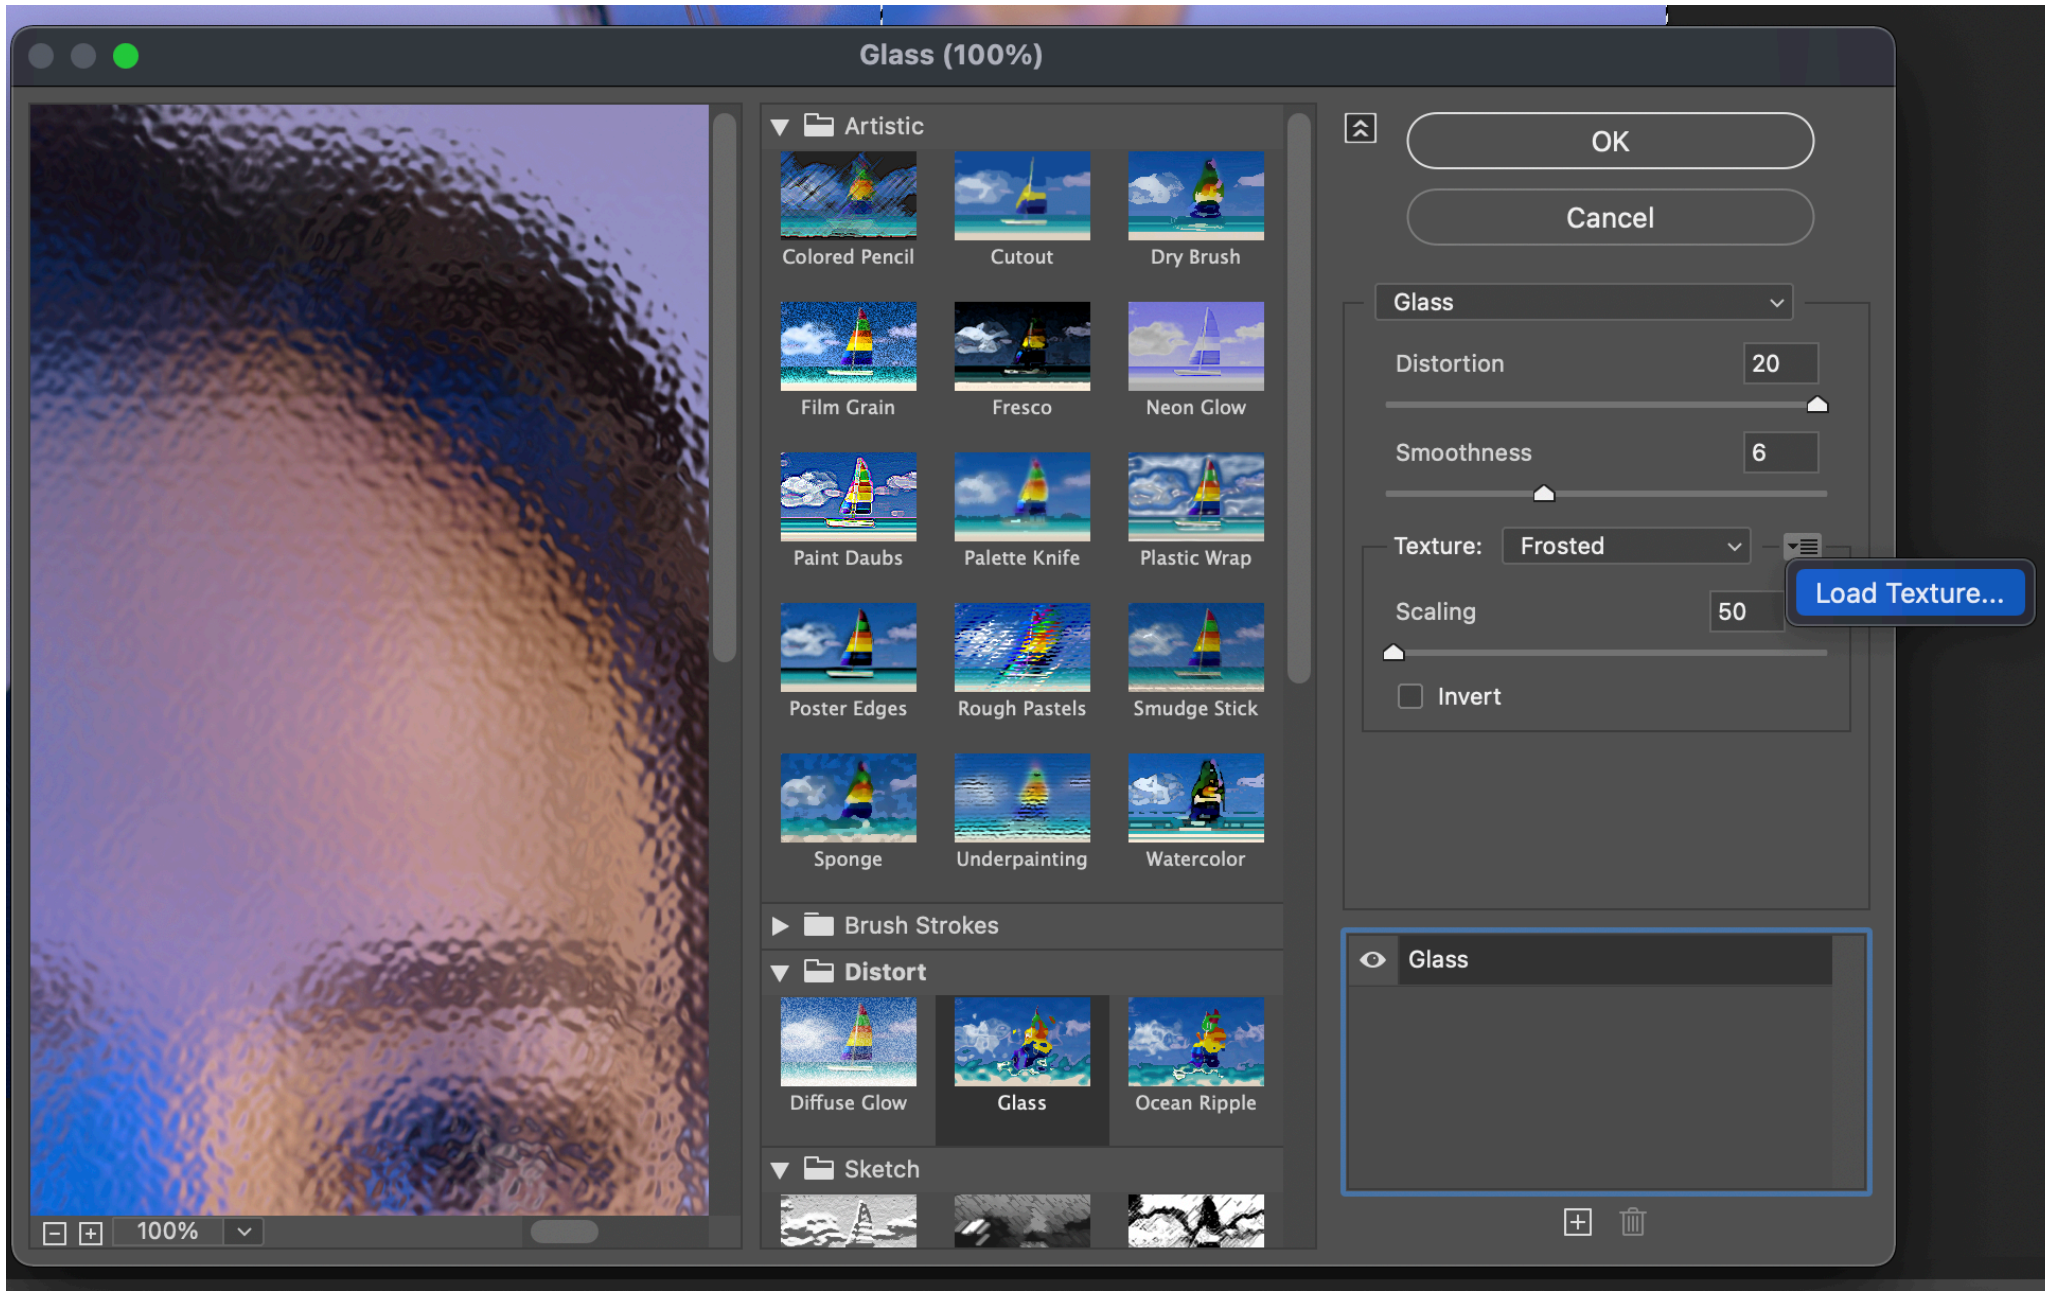 Glass (100%)
Artistic
Colored Pencil
Cutout
Dry Brush
Film Grain
Fresco
Neon Glow
Paint Daubs
Palette Knife
Plastic Wrap
Poster Edges
Rough Pastels
Smudge Stick
Sponge
Underpainting
Watercolor
Brush Strokes
Distort
Diffuse Glow
Glass
Ocean Ripple
Sketch
100%
OK
Cancel
Glass
Distortion 20
Smoothness 6
Texture: Frosted
Load Texture...
Scaling 50
Invert
Glass